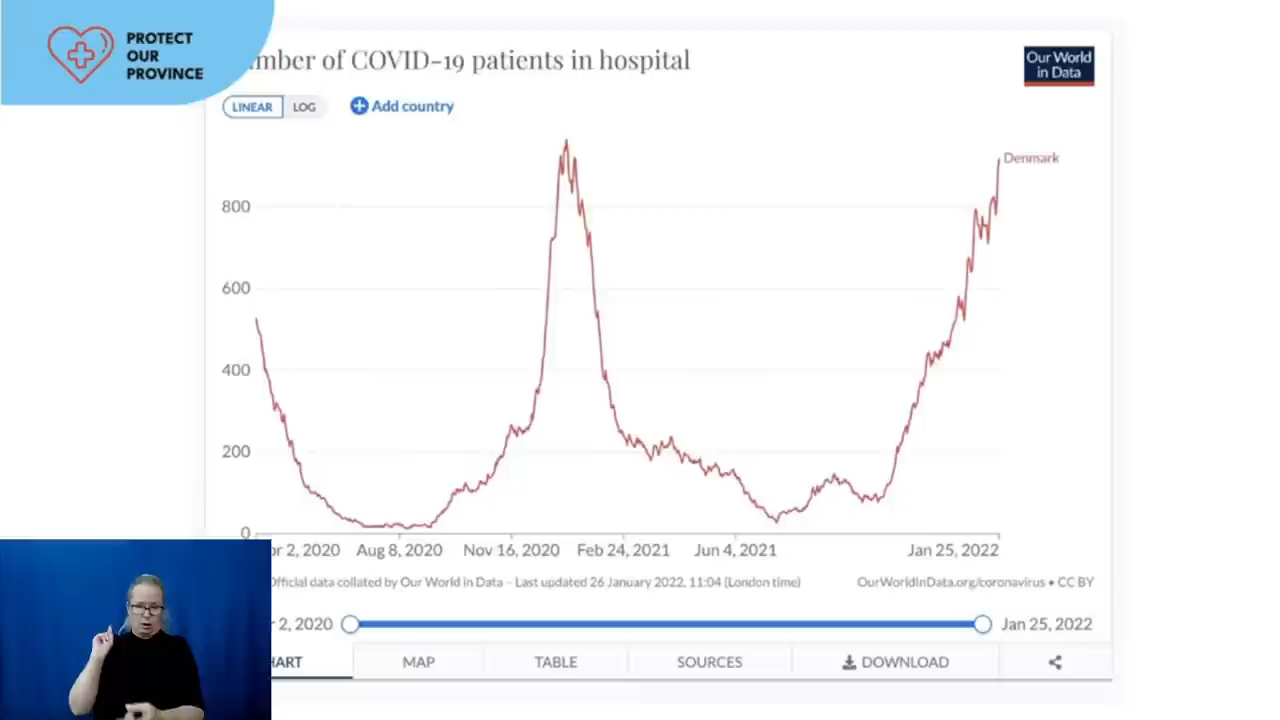 PROTECT
OUR
PROVINCE
mber of COVID-19 patients in hospital
Our World
in Data
LINEAR LOG Add country
Denmark
800
600
400
200
0
pr 2, 2020 Aug 8, 2020 Nov 16, 2020 Feb 24, 2021 Jun 4, 2021 Jan 25, 2022
Official data collated by Our World in Data – Last updated 26 January 2022, 11:04 (London time) OurWorldInData.org/coronavirus • CC BY
r 2, 2020 Jan 25, 2022
HART MAP TABLE SOURCES DOWNLOAD